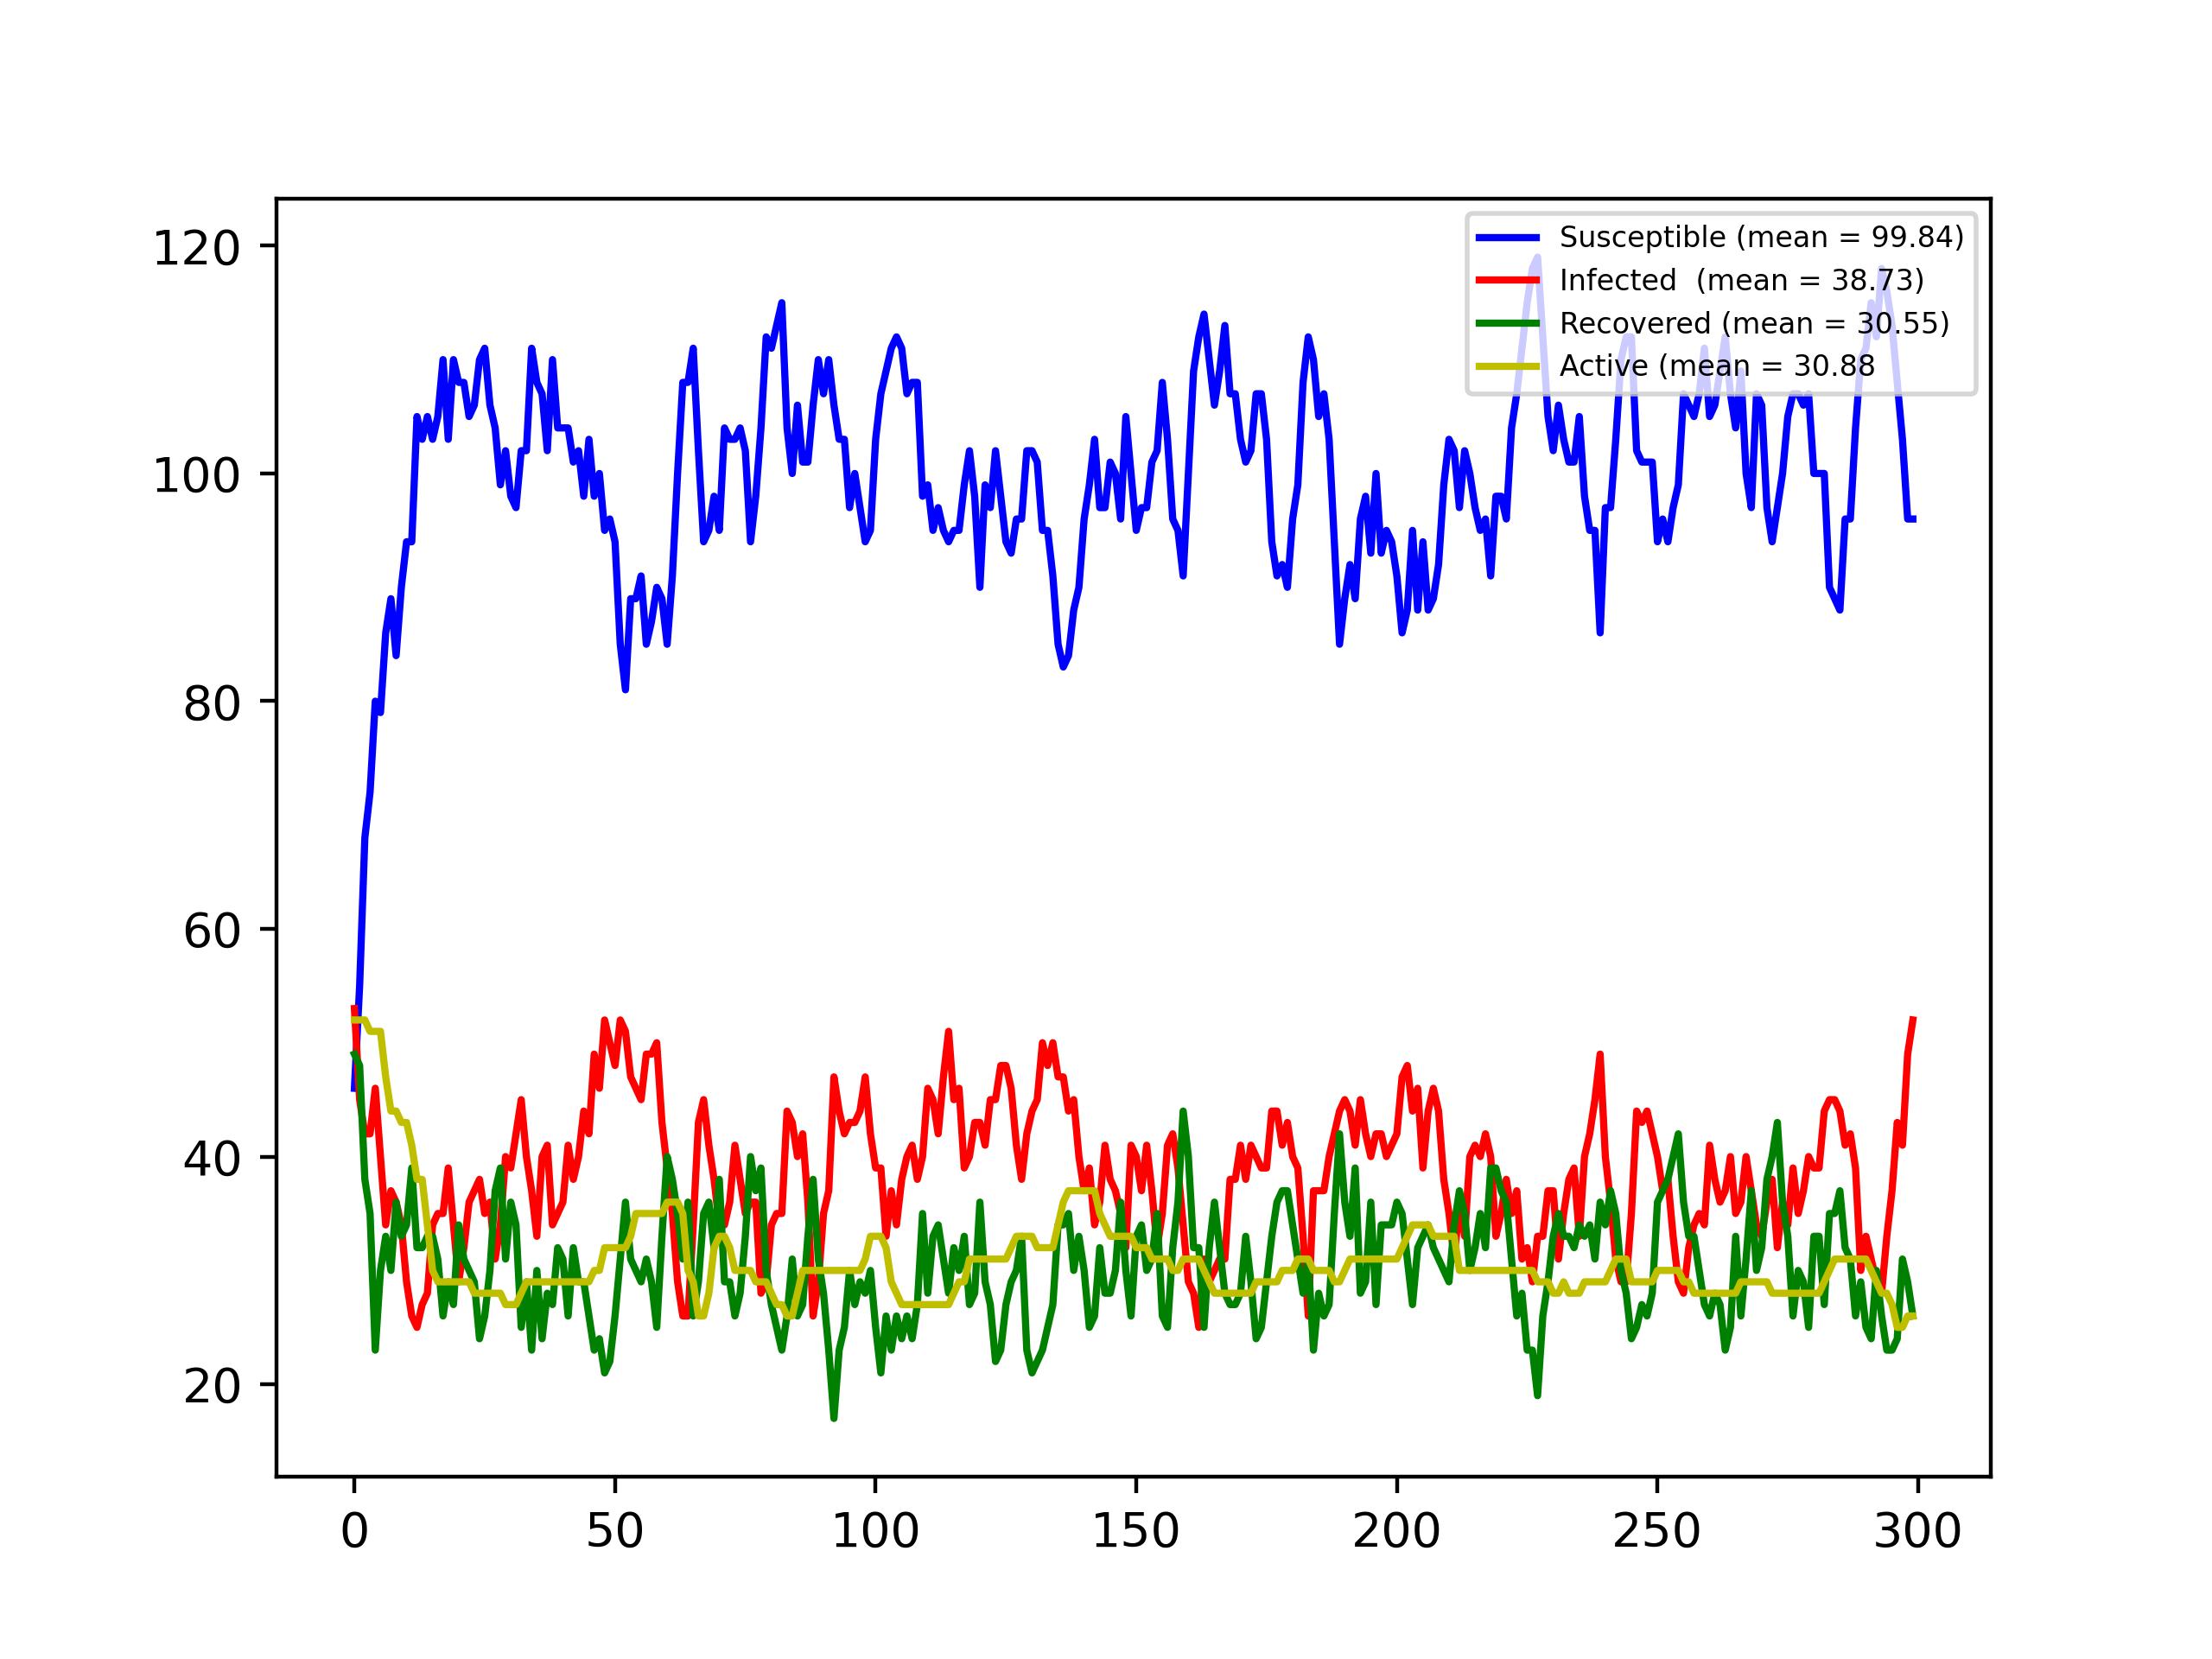 120
100
80
60
40
20
0 50 100 150 200 250 300
Susceptible (mean = 99.84)
Infected  (mean = 38.73)
Recovered (mean = 30.55)
Active (mean = 30.88